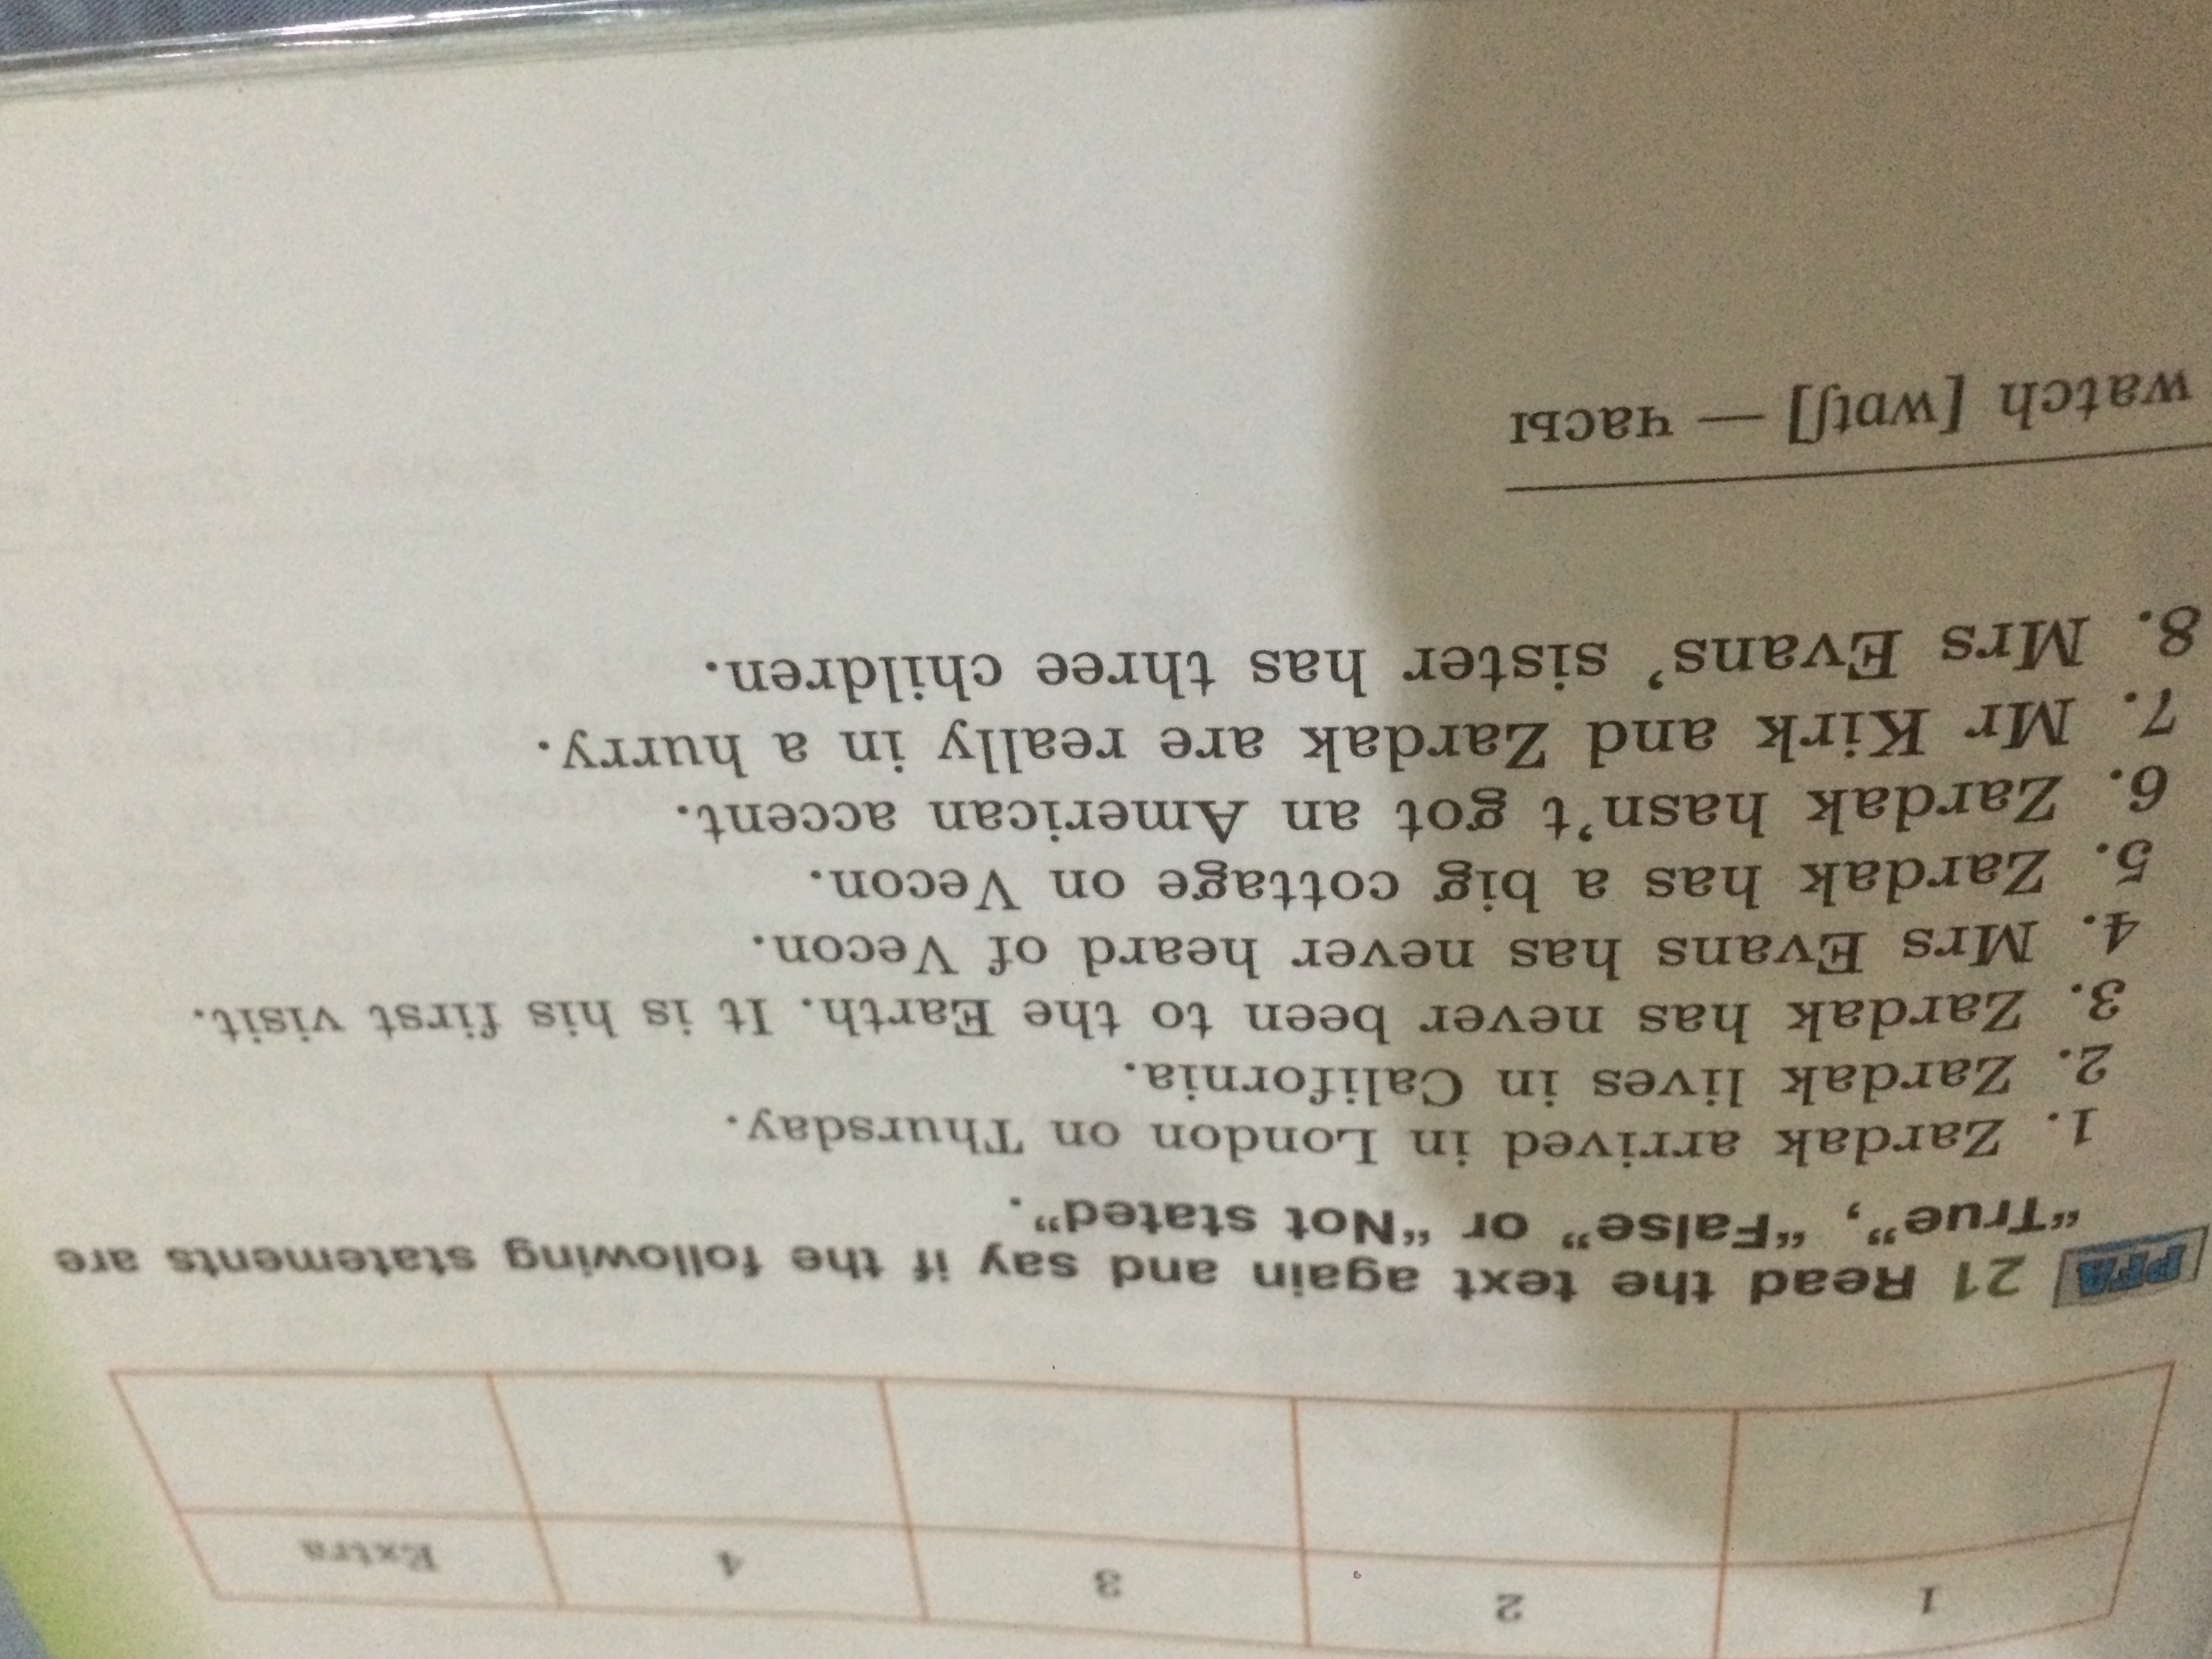 1 2 3 4 Extra
PFA 21 Read the text again and say if the following statements are
“True”, “False” or “Not stated”.
1. Zardak arrived in London on Thursday.
2. Zardak lives in California.
3. Zardak has never been to the Earth. It is his first visit.
4. Mrs Evans has never heard of Vecon.
5. Zardak has a big cottage on Vecon.
6. Zardak hasn’t got an American accent.
7. Mr Kirk and Zardak are really in a hurry.
8. Mrs Evans’ sister has three children.
watch [wɒtʃ] — часы